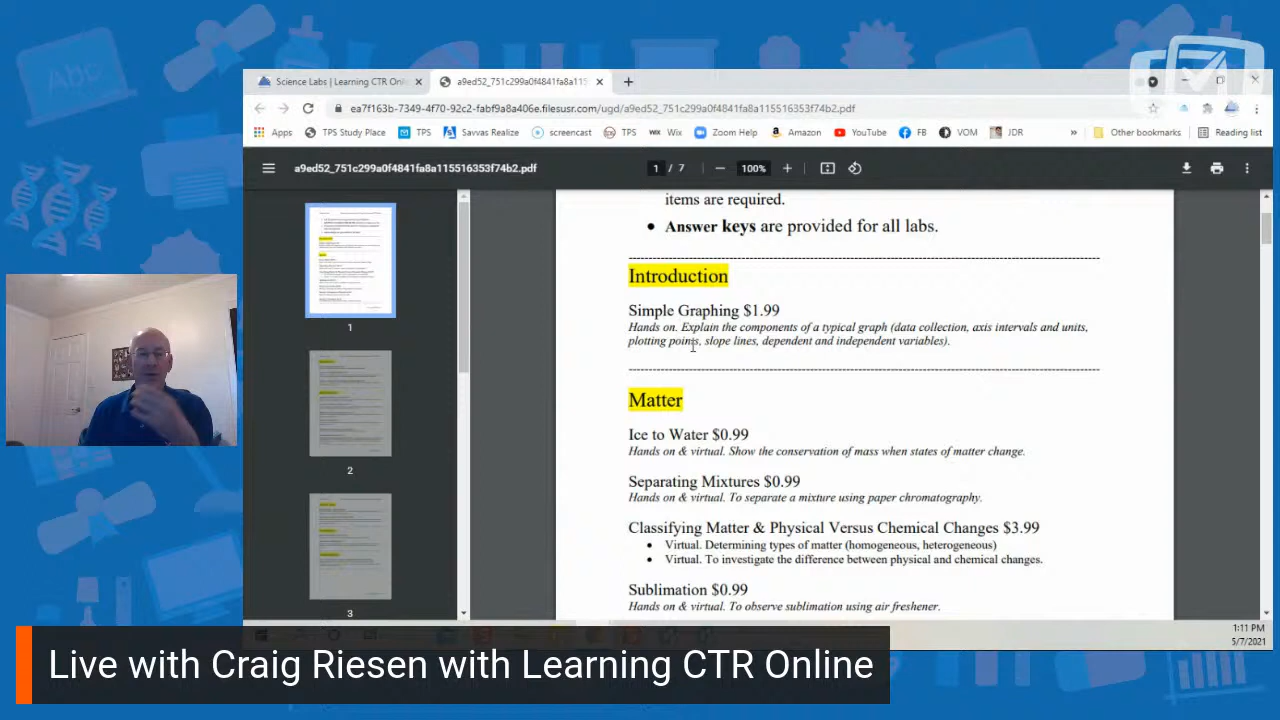 Abc
Science Labs | Learning CTR Onl
a9ed52_751c299a0f4841fa8a115
ea7f163b-7349-4f70-92c2-fabf9a8a406e.filesusr.com/ugd/a9ed52_751c299a0f4841fa8a115516353f74b2.pdf
Apps TPS Study Place TPS Savvas Realize screencast TPS WiX Wix Zoom Help Amazon YouTube FB VOM JDR » Other bookmarks Reading list
a9ed52_751c299a0f4841fa8a115516353f74b2.pdf 1 / 7 100%
items are required.
• Answer keys are provided for all labs.
Introduction
Simple Graphing $1.99
Hands on. Explain the components of a typical graph (data collection, axis intervals and units,
plotting points, slope lines, dependent and independent variables).
Matter
Ice to Water $0.99
Hands on & virtual. Show the conservation of mass when states of matter change.
Separating Mixtures $0.99
Hands on & virtual. To separate a mixture using paper chromatography.
Classifying Matter & Physical Versus Chemical Changes $3.99
• Virtual. Determining types of matter (homogeneous, heterogeneous)
• Virtual. To investigate the difference between physical and chemical changes.
Sublimation $0.99
Hands on & virtual. To observe sublimation using air freshener.
1
2
3
1:11 PM
5/7/2021
Live with Craig Riesen with Learning CTR Online